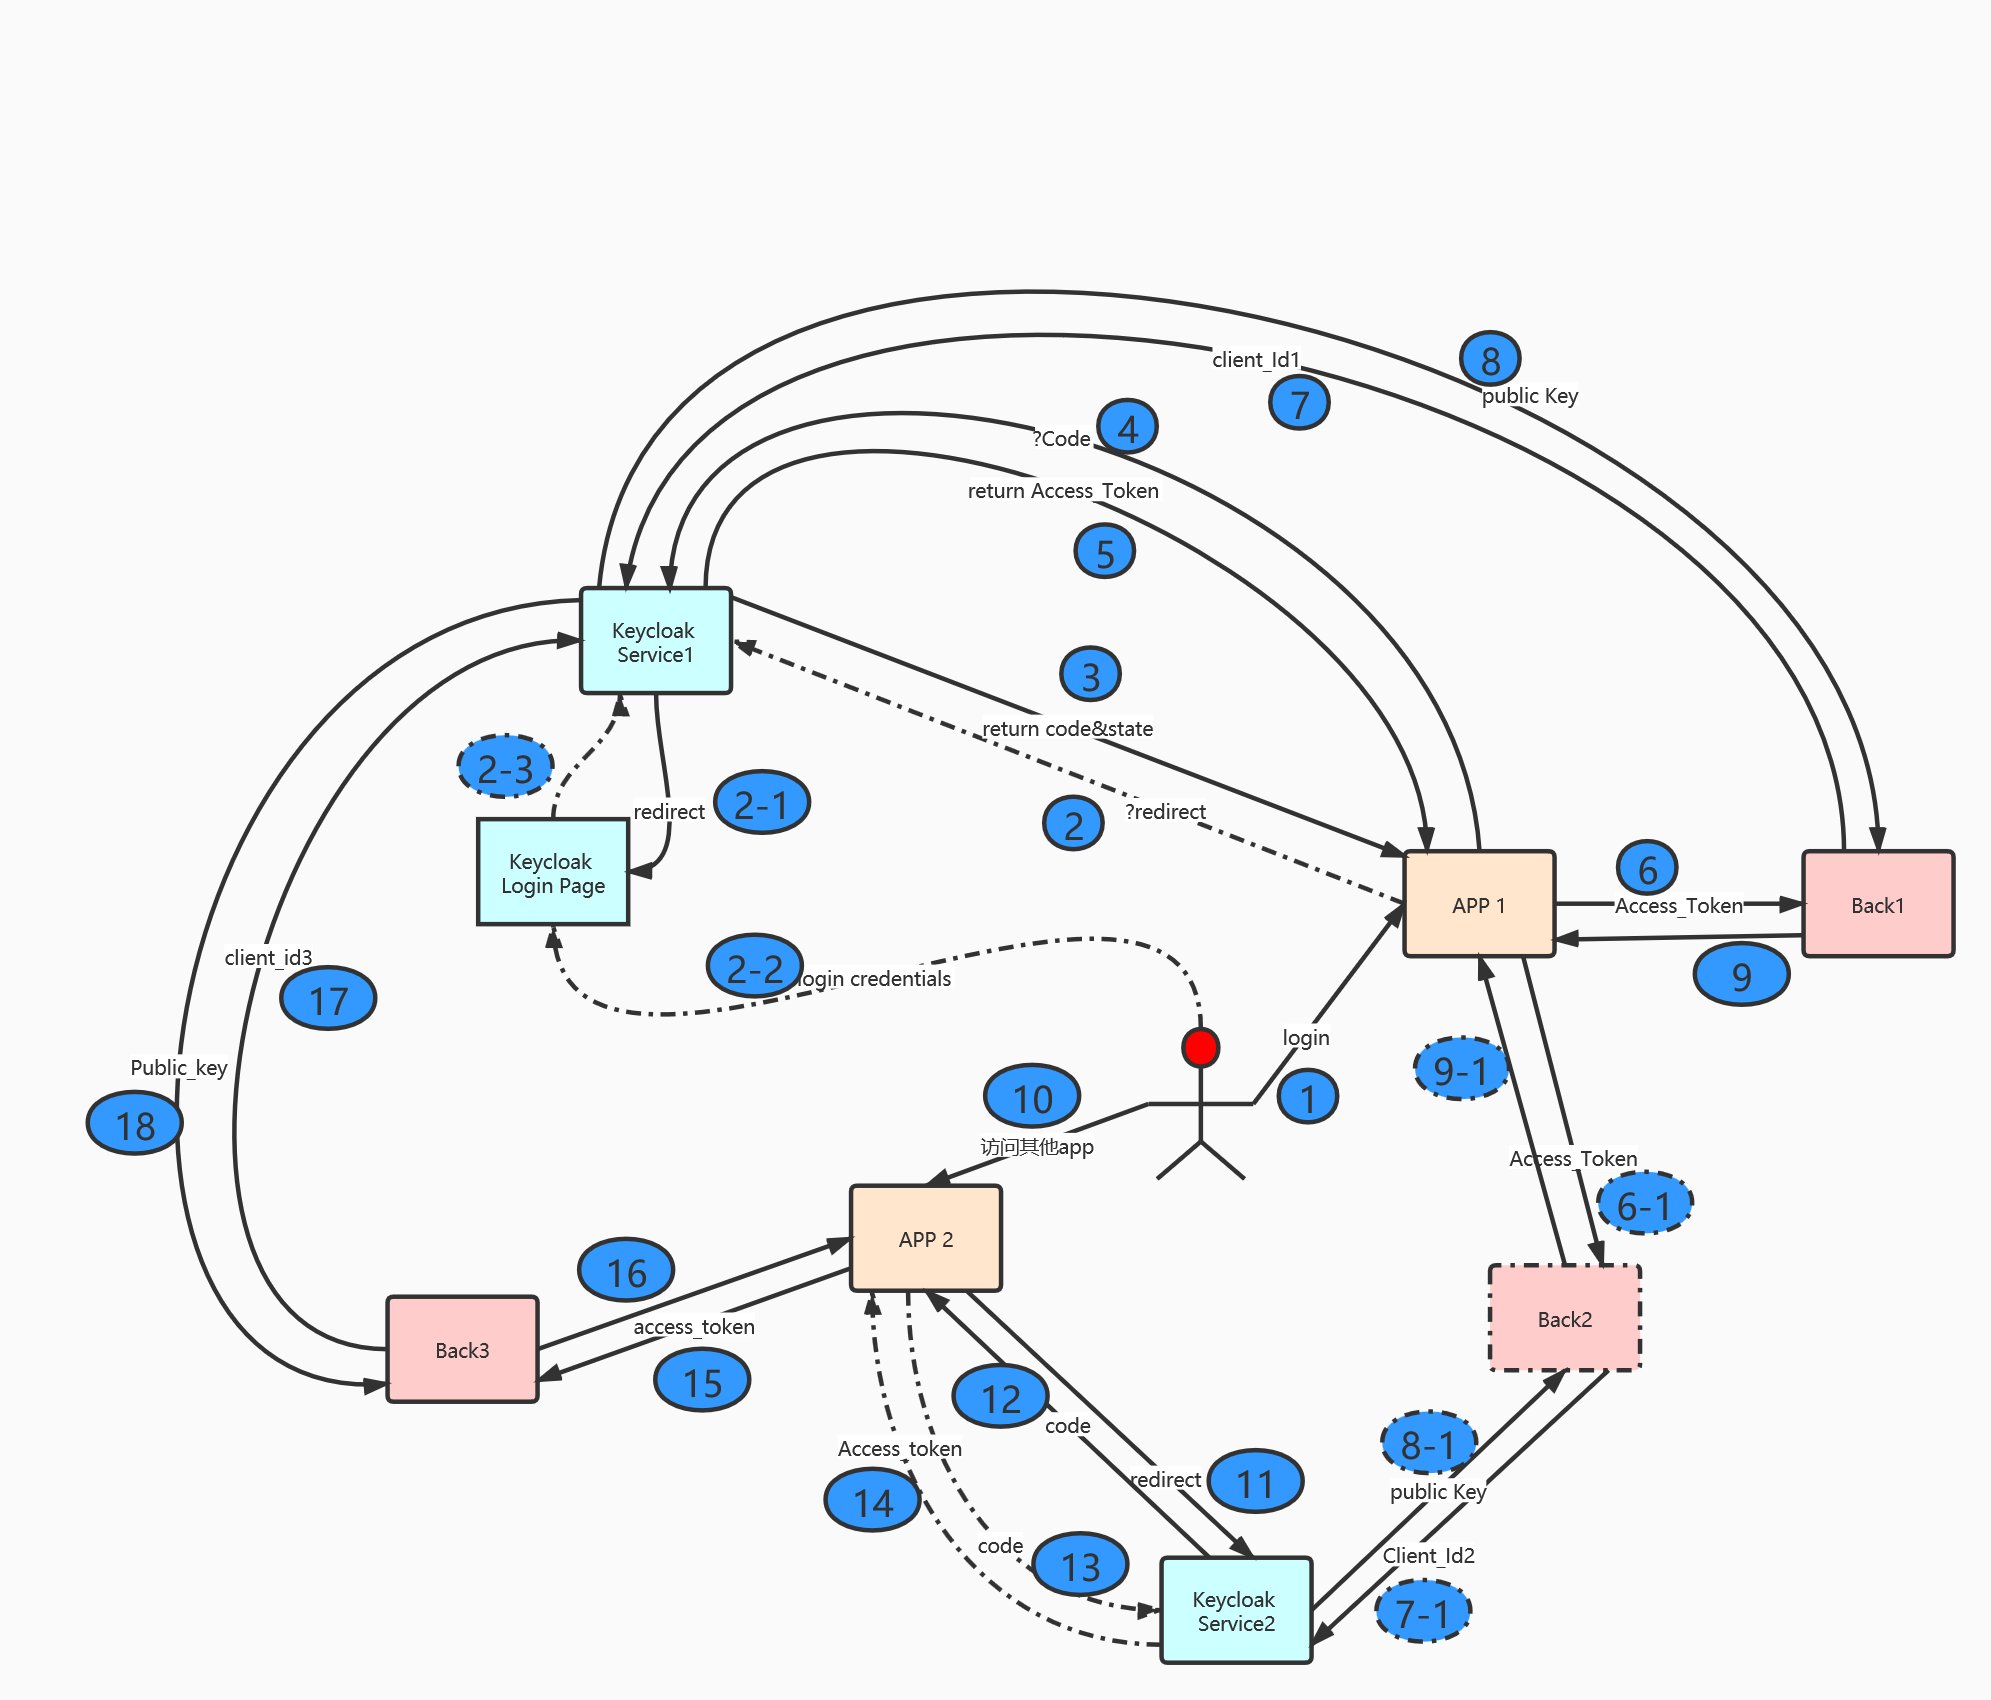 8
client_Id1
public Key
7
4
?Code
return Access_Token
5
Keycloak
Service1
3
return code&state
2-3
2-1
redirect
2
?redirect
Keycloak
Login Page
6
APP 1
Access_Token
Back1
client_id3
2-2
login credentials
9
17
login
Public_key
9-1
10
1
18
访问其他app
Access_Token
6-1
APP 2
16
access_token
Back2
Back3
15
12
code
8-1
Access_token
redirect
11
public Key
14
code
13
Client_Id2
Keycloak
Service2
7-1